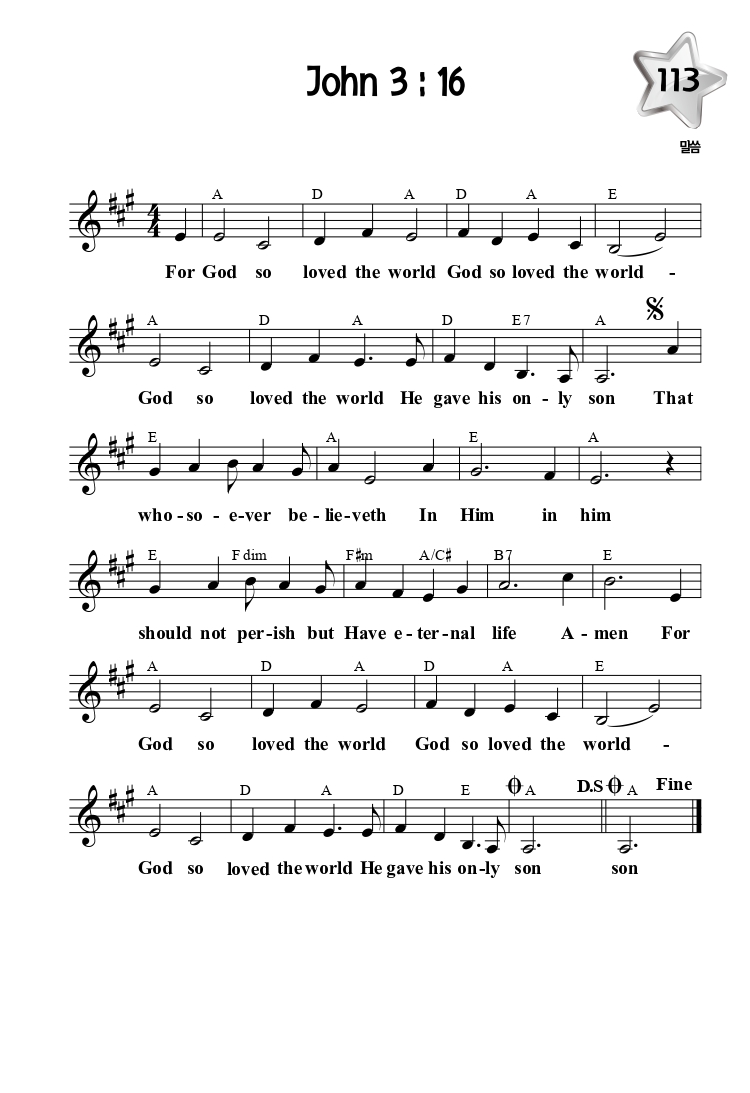 John 3 : 16
113
말씀
A D A D A E
For God so loved the world God so loved the world -
A D A D E7 A
God so loved the world He gave his on - ly son That
E A E A
who - so - e - ver be - lie - veth In Him in him
E F dim F#m A/C# B7 E
should not per - ish but Have e - ter - nal life A - men For
A D A D A E
God so loved the world God so loved the world -
A D A D E A D.S A Fine
God so loved the world He gave his on - ly son son